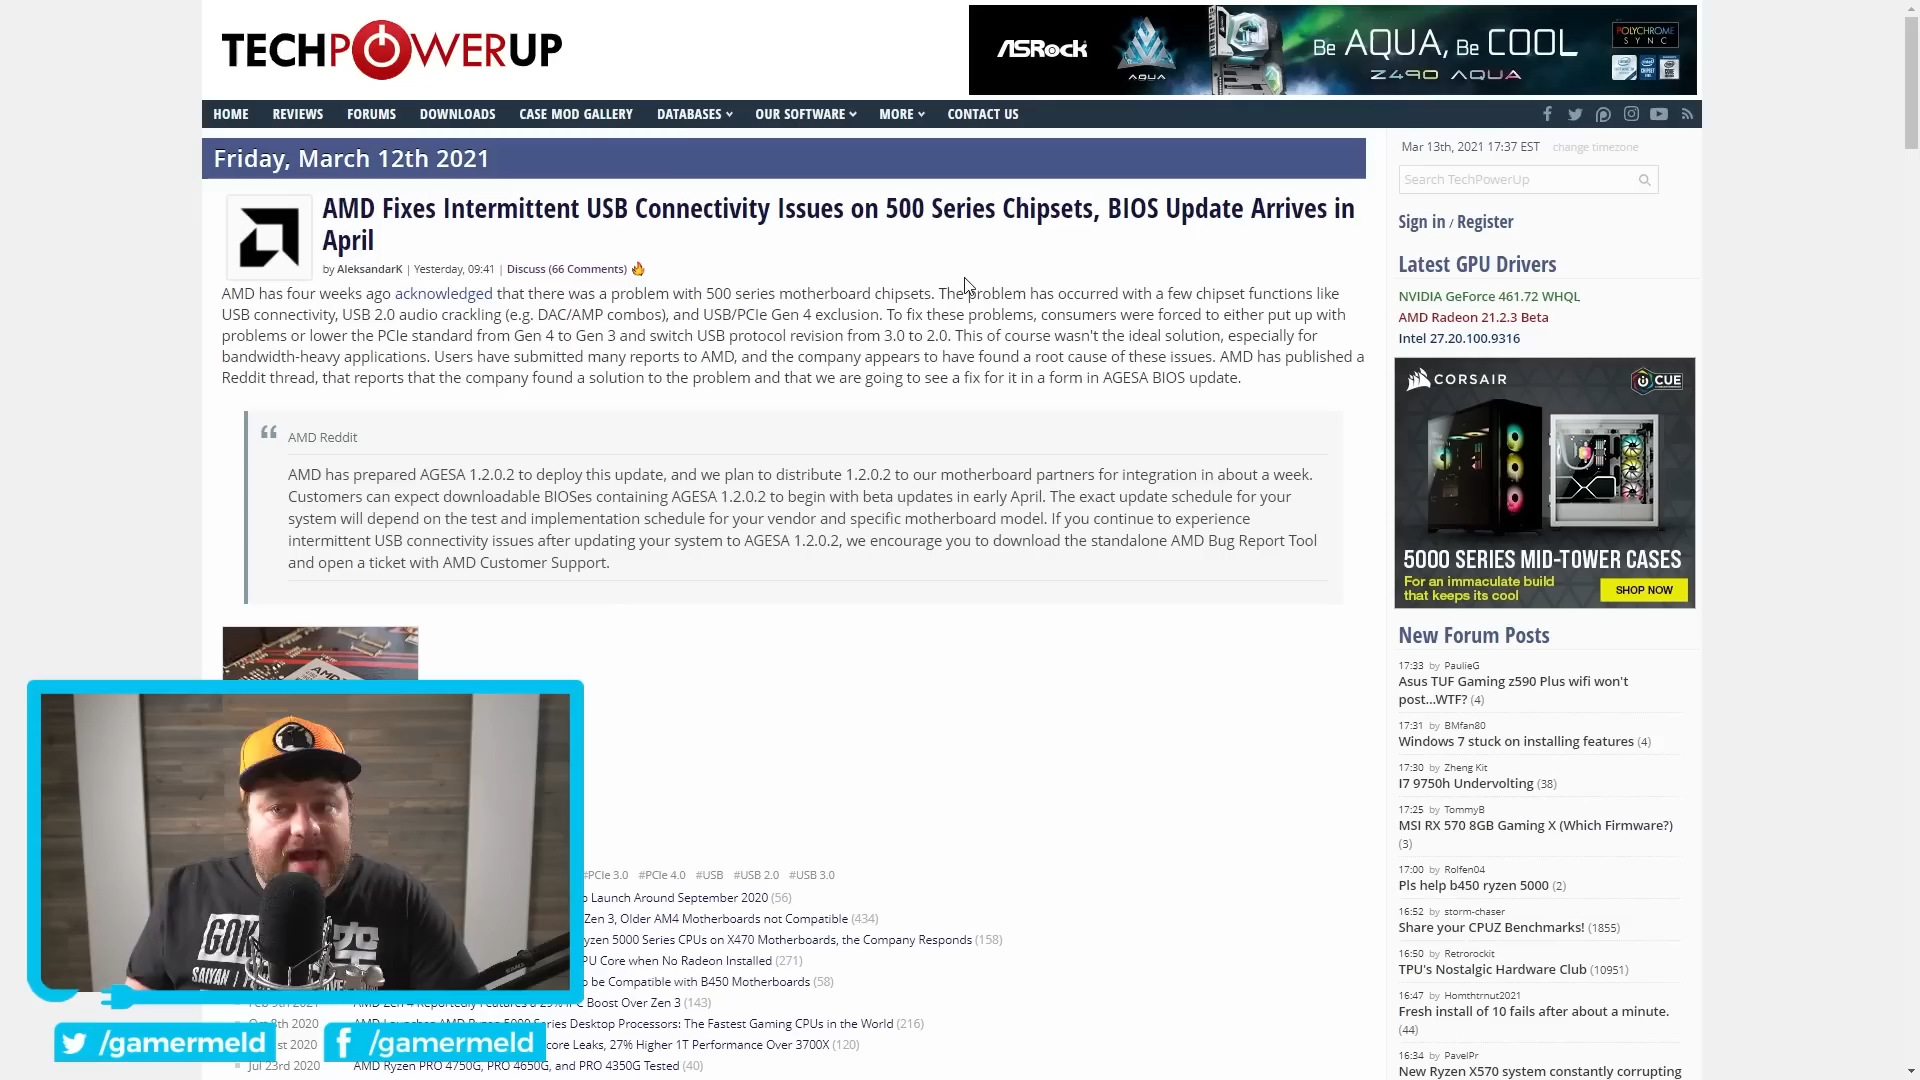 TECHPOWERUP
ASRock
AQUA
Be AQUA, Be COOL
Z490 AQUA
POLYCHROME
SYNC
HOME REVIEWS FORUMS DOWNLOADS CASE MOD GALLERY DATABASES OUR SOFTWARE MORE CONTACT US
Friday, March 12th 2021
Mar 13th, 2021 17:37 EST change timezone
Search TechPowerUp
Sign in / Register
AMD Fixes Intermittent USB Connectivity Issues on 500 Series Chipsets, BIOS Update Arrives in
April
by AleksandarK | Yesterday, 09:41 | Discuss (66 Comments)
AMD has four weeks ago acknowledged that there was a problem with 500 series motherboard chipsets. The problem has occurred with a few chipset functions like
USB connectivity, USB 2.0 audio crackling (e.g. DAC/AMP combos), and USB/PCIe Gen 4 exclusion. To fix these problems, consumers were forced to either put up with
problems or lower the PCIe standard from Gen 4 to Gen 3 and switch USB protocol revision from 3.0 to 2.0. This of course wasn't the ideal solution, especially for
bandwidth-heavy applications. Users have submitted many reports to AMD, and the company appears to have found a root cause of these issues. AMD has published a
Reddit thread, that reports that the company found a solution to the problem and that we are going to see a fix for it in a form in AGESA BIOS update.
“ AMD Reddit
AMD has prepared AGESA 1.2.0.2 to deploy this update, and we plan to distribute 1.2.0.2 to our motherboard partners for integration in about a week.
Customers can expect downloadable BIOSes containing AGESA 1.2.0.2 to begin with beta updates in early April. The exact update schedule for your
system will depend on the test and implementation schedule for your vendor and specific motherboard model. If you continue to experience
intermittent USB connectivity issues after updating your system to AGESA 1.2.0.2, we encourage you to download the standalone AMD Bug Report Tool
and open a ticket with AMD Customer Support.
AMD
#PCIe 3.0 #PCIe 4.0 #USB #USB 2.0 #USB 3.0
o Launch Around September 2020 (56)
Zen 3, Older AM4 Motherboards not Compatible (434)
yzen 5000 Series CPUs on X470 Motherboards, the Company Responds (158)
PU Core when No Radeon Installed (271)
o be Compatible with B450 Motherboards (58)
Feb 9th 2021 AMD Zen 4 Reportedly Features a 29% IPC Boost Over Zen 3 (143)
Oct 8th 2020 AMD Launches AMD Ryzen 5000 Series Desktop Processors: The Fastest Gaming CPUs in the World (216)
st 2020 core Leaks, 27% Higher 1T Performance Over 3700X (120)
Jul 23rd 2020 AMD Ryzen PRO 4750G, PRO 4650G, and PRO 4350G Tested (40)
GOK
SAIYAN
/gamermeld /gamermeld
Latest GPU Drivers
NVIDIA GeForce 461.72 WHQL
AMD Radeon 21.2.3 Beta
Intel 27.20.100.9316
CORSAIR
iCUE
5000 SERIES MID-TOWER CASES
For an immaculate build
that keeps its cool
SHOP NOW
New Forum Posts
17:33 by PaulieG
Asus TUF Gaming z590 Plus wifi won't
post...WTF? (4)
17:31 by BMfan80
Windows 7 stuck on installing features (4)
17:30 by Zheng Kit
I7 9750h Undervolting (38)
17:25 by TommyB
MSI RX 570 8GB Gaming X (Which Firmware?)
(3)
17:00 by Rolfen04
Pls help b450 ryzen 5000 (2)
16:52 by storm-chaser
Share your CPUZ Benchmarks! (1855)
16:50 by Retrorockit
TPU's Nostalgic Hardware Club (10951)
16:47 by Homthtrnut2021
Fresh install of 10 fails after about a minute.
(44)
16:34 by PavelPr
New Ryzen X570 system constantly corrupting